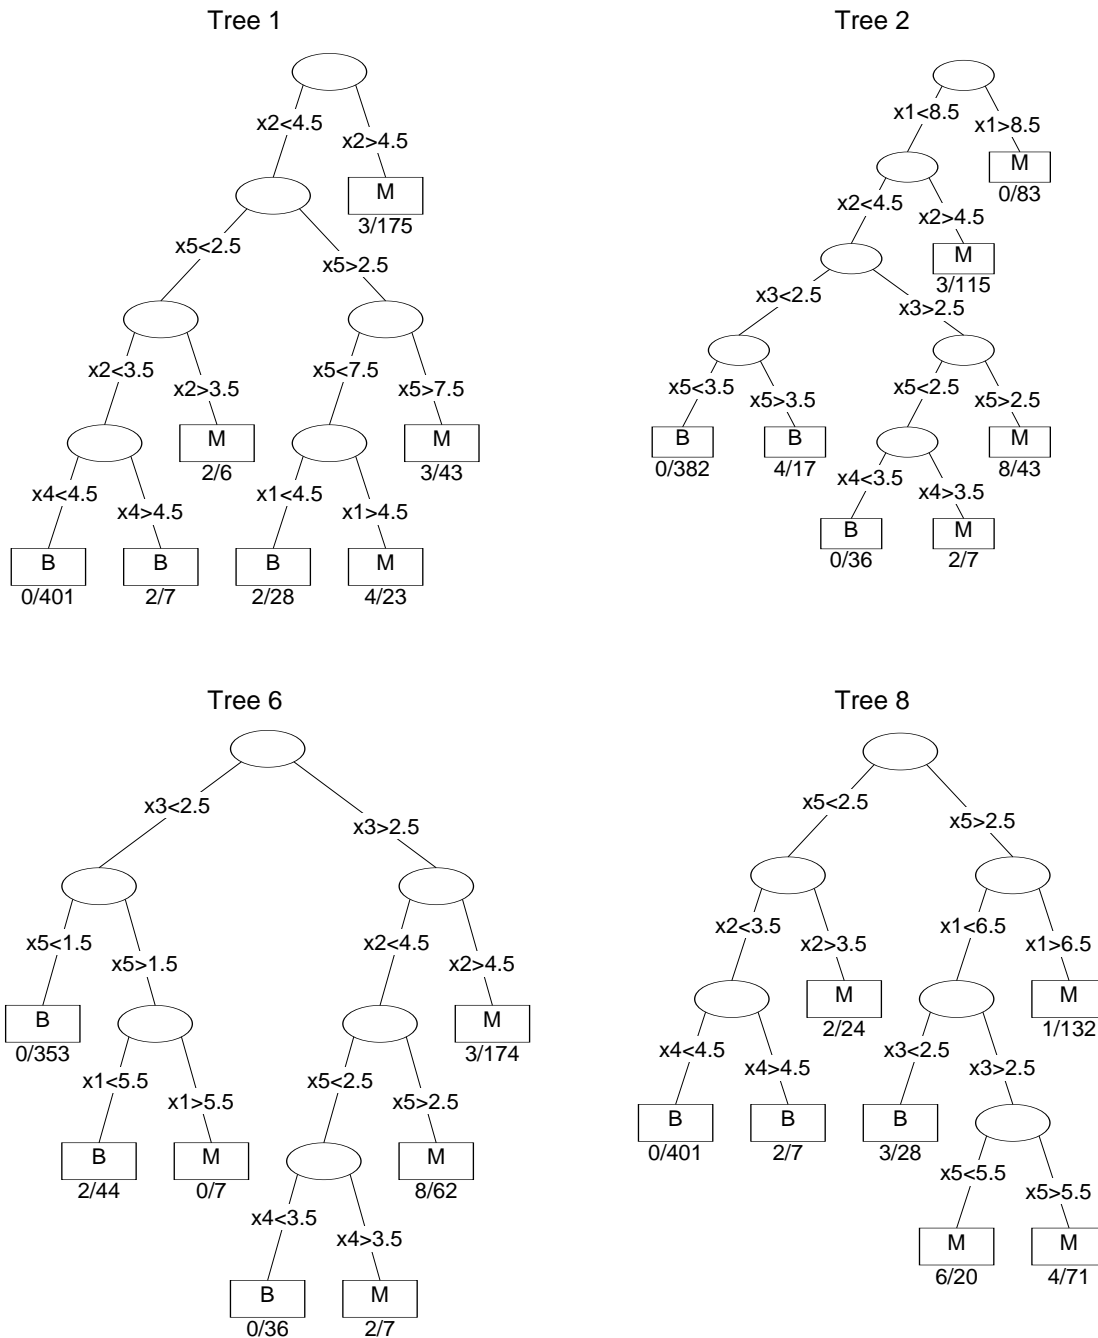 Tree 1
x2<4.5
x2>4.5
M
3/175
x5<2.5
x5>2.5
x2<3.5
x2>3.5
x5<7.5
x5>7.5
M
2/6
M
3/43
x4<4.5
x4>4.5
x1<4.5
x1>4.5
B
B
B
M
0/401
2/7
2/28
4/23
Tree 2
x1<8.5
x1>8.5
M
0/83
x2<4.5
x2>4.5
M
3/115
x3<2.5
x3>2.5
x5<3.5
x5>3.5
x5<2.5
x5>2.5
B
B
M
0/382
4/17
8/43
x4<3.5
x4>3.5
B
M
0/36
2/7
Tree 6
x3<2.5
x3>2.5
x5<1.5
x5>1.5
x2<4.5
x2>4.5
B
M
0/353
3/174
x1<5.5
x1>5.5
x5<2.5
x5>2.5
B
M
M
2/44
0/7
8/62
x4<3.5
x4>3.5
B
M
0/36
2/7
Tree 8
x5<2.5
x5>2.5
x2<3.5
x2>3.5
x1<6.5
x1>6.5
M
M
2/24
1/132
x4<4.5
x4>4.5
x3<2.5
x3>2.5
B
B
B
0/401
2/7
3/28
x5<5.5
x5>5.5
M
M
6/20
4/71